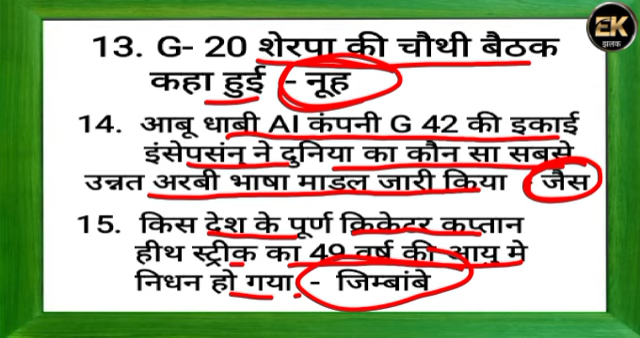 EK
झलक
13. G- 20 शेरपा की चौथी बैठक
कहा हुई - नूह
14. आबू धाबी AI कंपनी G 42 की इकाई
इंसेपसंन ने दुनिया का कौन सा सबसे
उन्नत अरबी भाषा माडल जारी किया - जैस
15. किस देश के पूर्ण क्रिकेटर कप्तान
हीथ स्ट्रीक का 49 वर्ष की आयु मे
निधन हो गया - जिम्बांबे